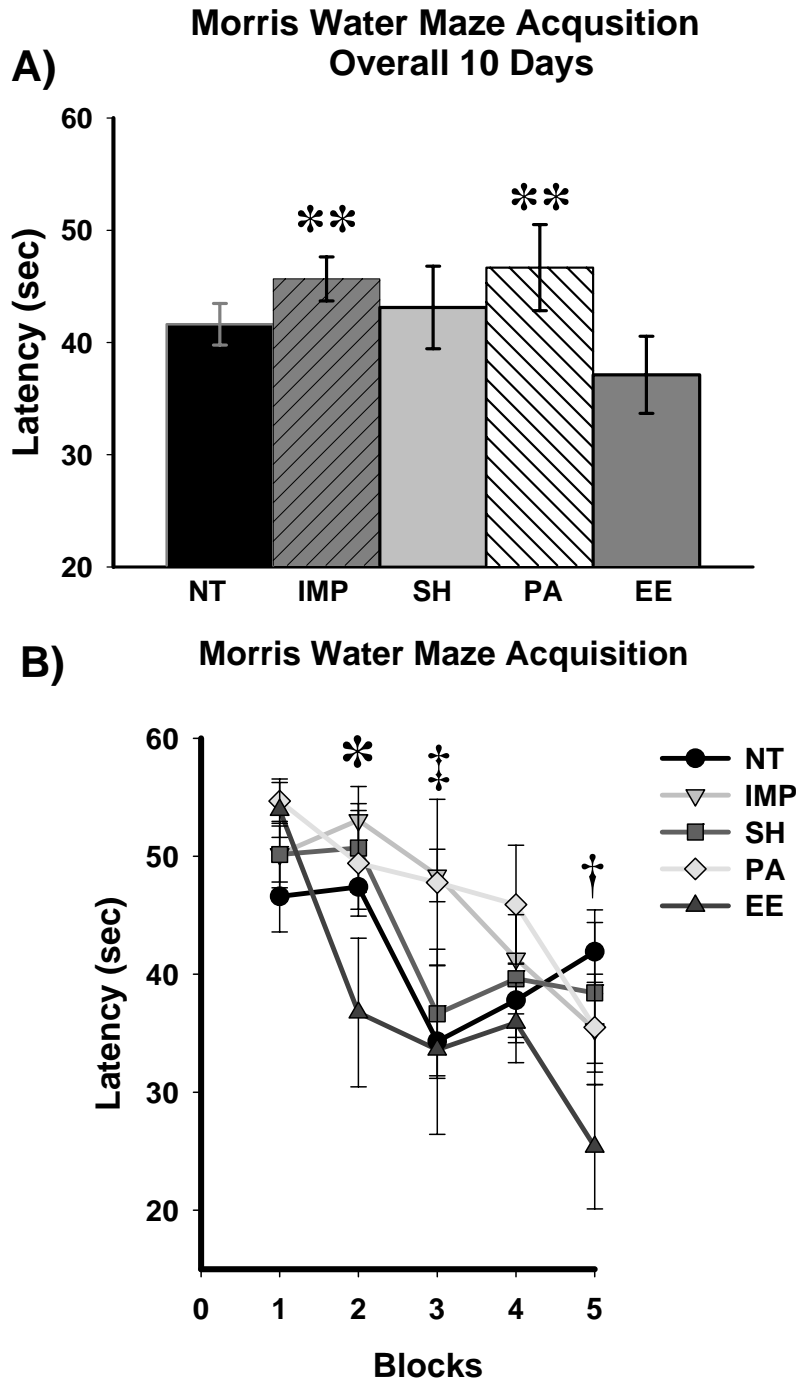 Morris Water Maze Acqusition
Overall 10 Days
A)
60
50
40
30
20
Latency (sec)
**
**
NT IMP SH PA EE
B)
Morris Water Maze Acquisition
60
50
40
30
20
Latency (sec)
*
‡
†
NT
IMP
SH
PA
EE
0 1 2 3 4 5
Blocks